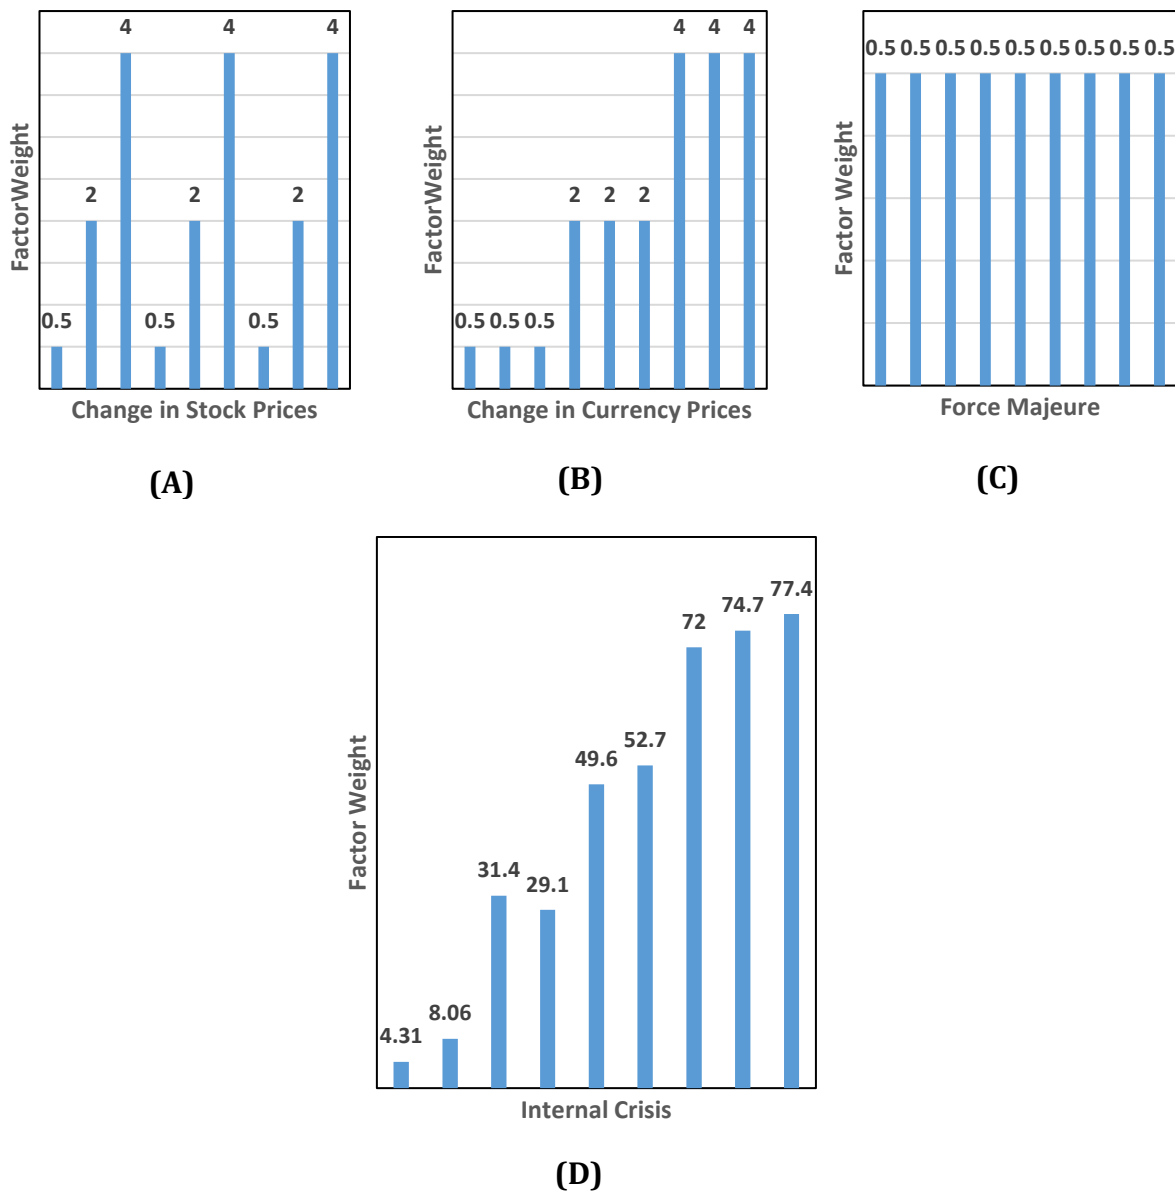 4
2
0.5
4
2
0.5
4
2
0.5
FactorWeight
Change in Stock Prices
(A)
4 4 4
2 2 2
0.5 0.5 0.5
FactorWeight
Change in Currency Prices
(B)
0.5 0.5 0.5 0.5 0.5 0.5 0.5 0.5 0.5
Factor Weight
Force Majeure
(C)
77.4
74.7
72
52.7
49.6
31.4
29.1
8.06
4.31
Factor Weight
Internal Crisis
(D)